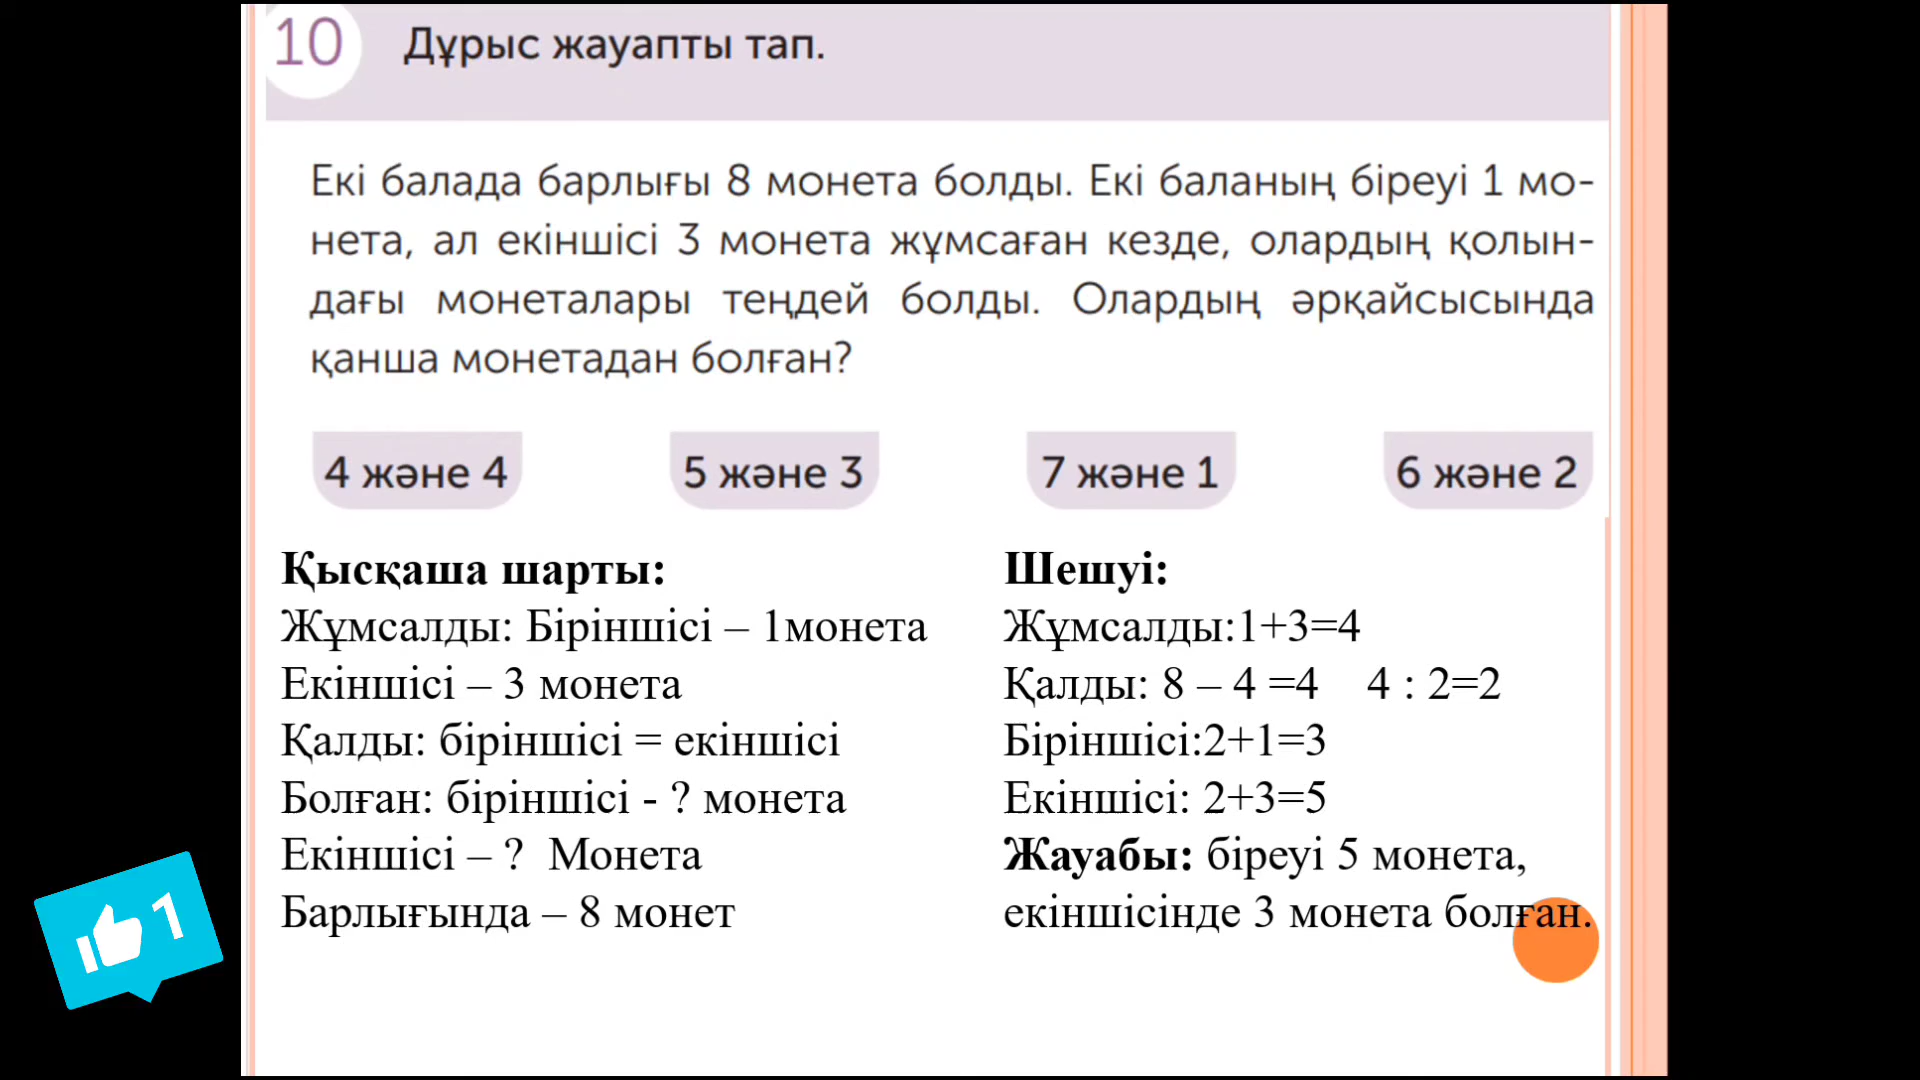 10
Дұрыс жауапты тап.
Екі балада барлығы 8 монета болды. Екі баланың біреуі 1 мо-
нета, ал екіншісі 3 монета жұмсаған кезде, олардың қолын-
дағы монеталары теңдей болды. Олардың әрқайсысында
қанша монетадан болған?
4 және 4
5 және 3
7 және 1
6 және 2
Қысқаша шарты:
Жұмсалды: Біріншісі – 1монета
Екіншісі – 3 монета
Қалды: біріншісі = екіншісі
Болған: біріншісі - ? монета
Екіншісі – ? Монета
Барлығында – 8 монет
Шешуі:
Жұмсалды:1+3=4
Қалды: 8 – 4 =4 4 : 2=2
Біріншісі:2+1=3
Екіншісі: 2+3=5
Жауабы: біреуі 5 монета,
екіншісінде 3 монета болған.
1